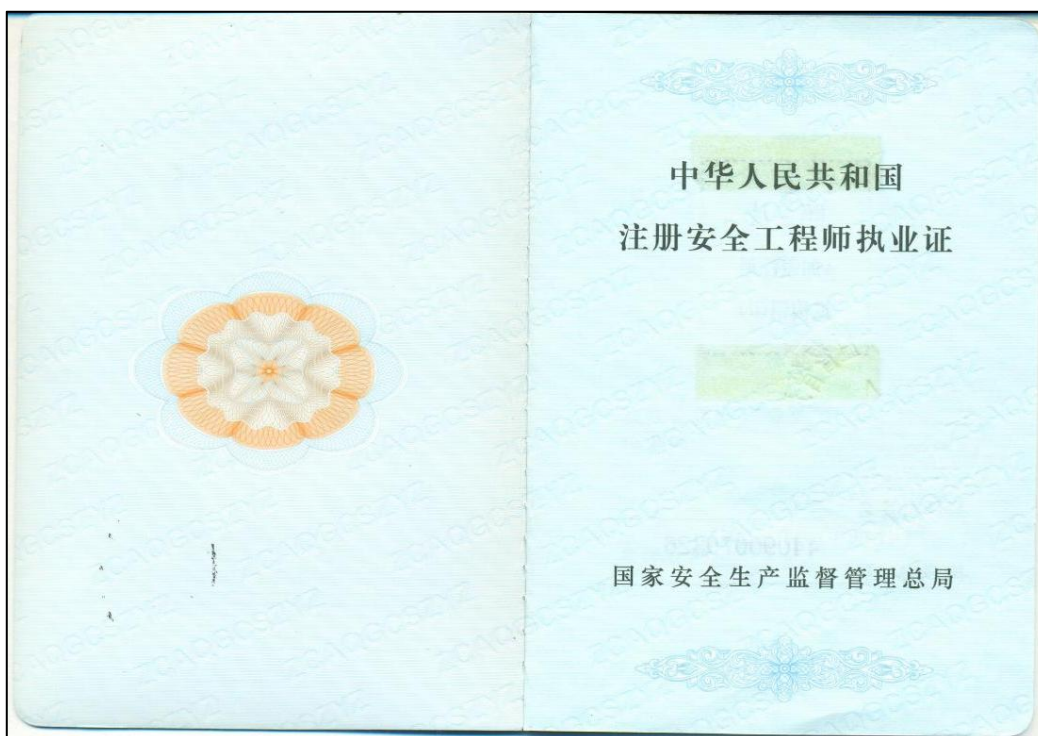 中华人民共和国
注册安全工程师执业证
国家安全生产监督管理总局